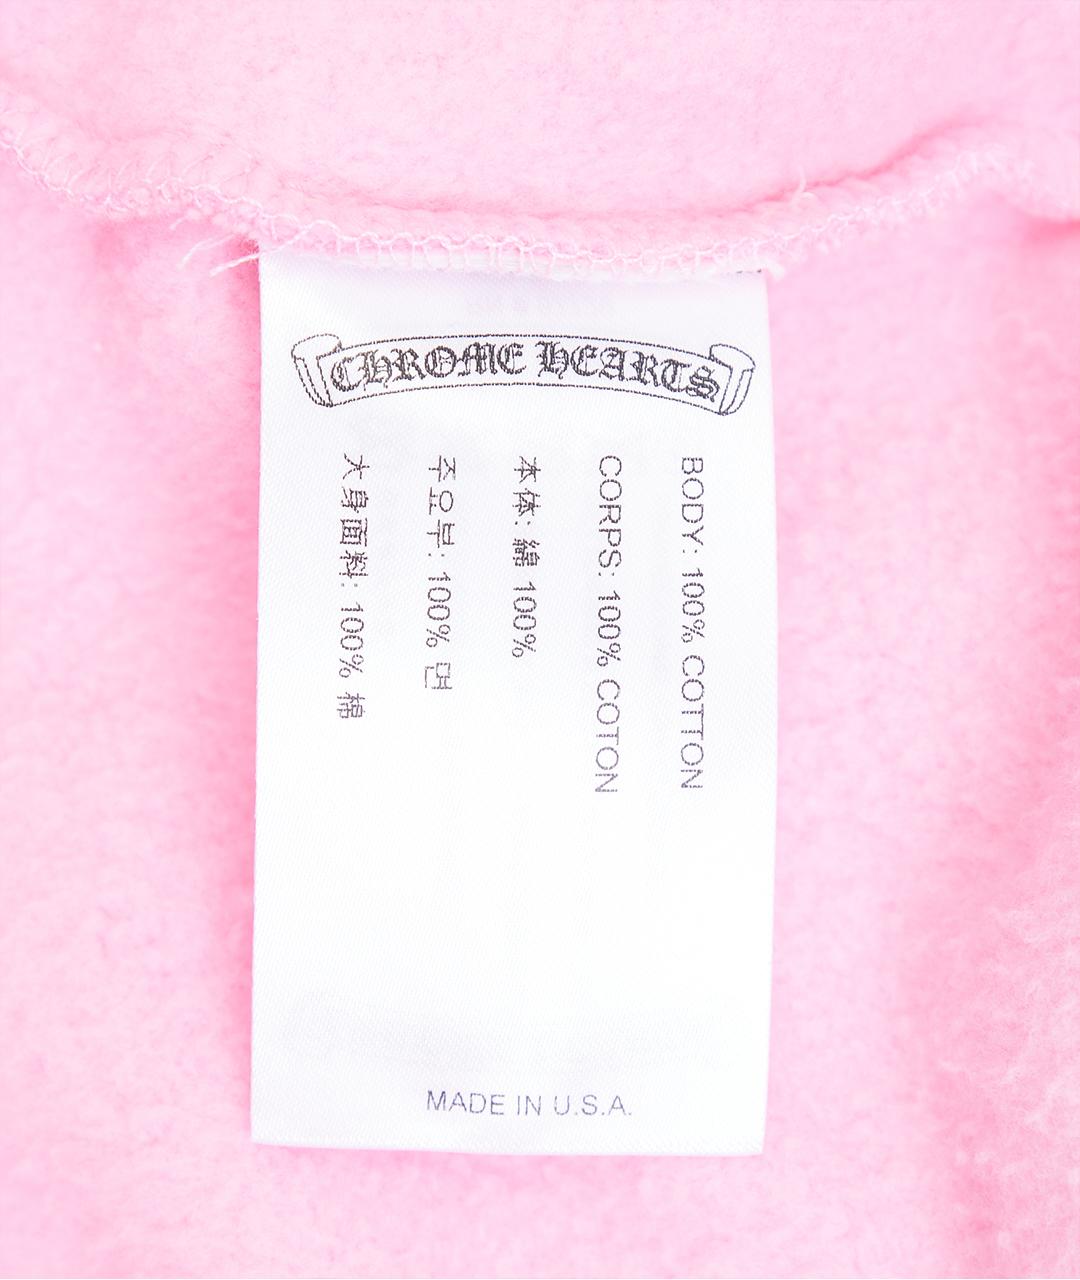 CHROME HEARTS
BODY: 100% COTTON
CORPS: 100% COTON
本体: 綿 100%
주요부: 100% 면
大身面料: 100% 棉
MADE IN U.S.A.